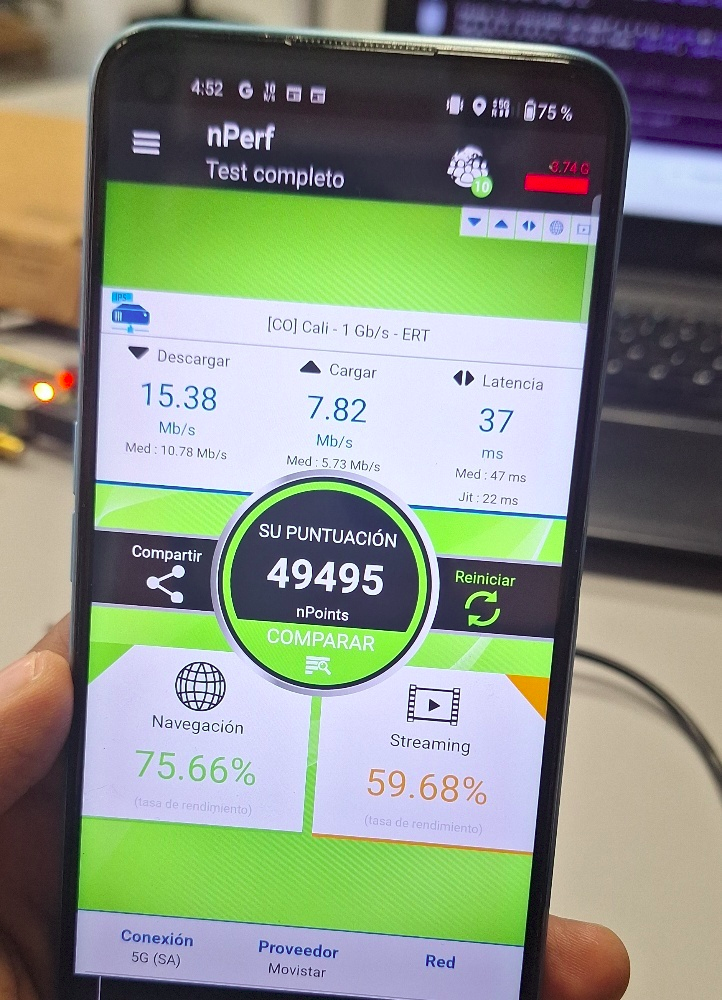 4:52 G
75 %
nPerf
Test completo
10
3.74 G
[CO] Cali - 1 Gb/s - ERT
Descargar
15.38
Mb/s
Med : 10.78 Mb/s
Cargar
7.82
Mb/s
Med : 5.73 Mb/s
Latencia
37
ms
Med : 47 ms
Jit : 22 ms
Compartir
SU PUNTUACIÓN
49495
nPoints
COMPARAR
Reiniciar
Navegación
75.66%
(tasa de rendimiento)
Streaming
59.68%
(tasa de rendimiento)
Conexión
5G (SA)
Proveedor
Movistar
Red